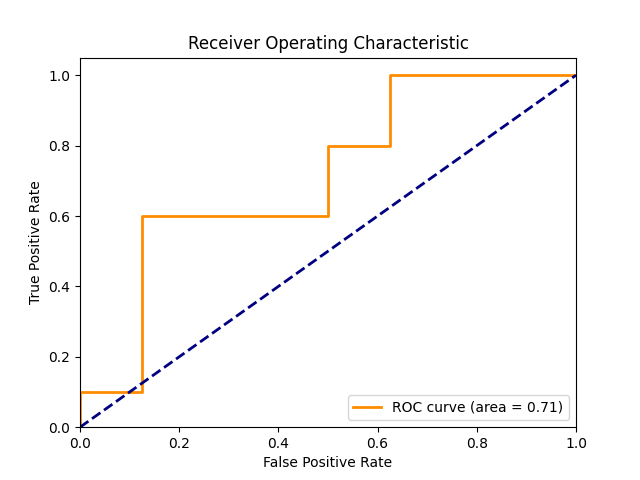 Receiver Operating Characteristic
1.0
0.8
0.6
0.4
0.2
0.0
True Positive Rate
ROC curve (area = 0.71)
0.0 0.2 0.4 0.6 0.8 1.0
False Positive Rate